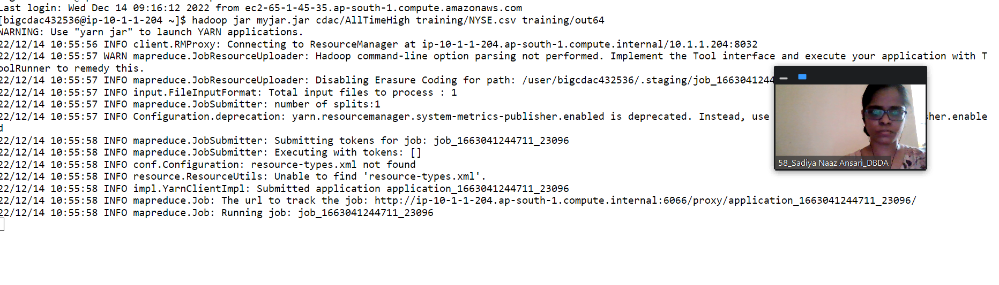 Last login: Wed Dec 14 09:16:12 2022 from ec2-65-1-45-35.ap-south-1.compute.amazonaws.com
[bigcdac432536@ip-10-1-1-204 ~]$ hadoop jar myjar.jar cdac/AllTimeHigh training/NYSE.csv training/out64
WARNING: Use "yarn jar" to launch YARN applications.
22/12/14 10:55:56 INFO client.RMProxy: Connecting to ResourceManager at ip-10-1-1-204.ap-south-1.compute.internal/10.1.1.204:8032
22/12/14 10:55:57 WARN mapreduce.JobResourceUploader: Hadoop command-line option parsing not performed. Implement the Tool interface and execute your application with T
oolRunner to remedy this.
22/12/14 10:55:57 INFO mapreduce.JobResourceUploader: Disabling Erasure Coding for path: /user/bigcdac432536/.staging/job_1663041244
22/12/14 10:55:57 INFO input.FileInputFormat: Total input files to process : 1
22/12/14 10:55:57 INFO mapreduce.JobSubmitter: number of splits:1
22/12/14 10:55:57 INFO Configuration.deprecation: yarn.resourcemanager.system-metrics-publisher.enabled is deprecated. Instead, use sher.enable
d
22/12/14 10:55:58 INFO mapreduce.JobSubmitter: Submitting tokens for job: job_1663041244711_23096
22/12/14 10:55:58 INFO mapreduce.JobSubmitter: Executing with tokens: []
22/12/14 10:55:58 INFO conf.Configuration: resource-types.xml not found
22/12/14 10:55:58 INFO resource.ResourceUtils: Unable to find 'resource-types.xml'.
22/12/14 10:55:58 INFO impl.YarnClientImpl: Submitted application application_1663041244711_23096
22/12/14 10:55:58 INFO mapreduce.Job: The url to track the job: http://ip-10-1-1-204.ap-south-1.compute.internal:6066/proxy/application_1663041244711_23096/
22/12/14 10:55:58 INFO mapreduce.Job: Running job: job_1663041244711_23096
58_Sadiya Naaz Ansari_DBDA